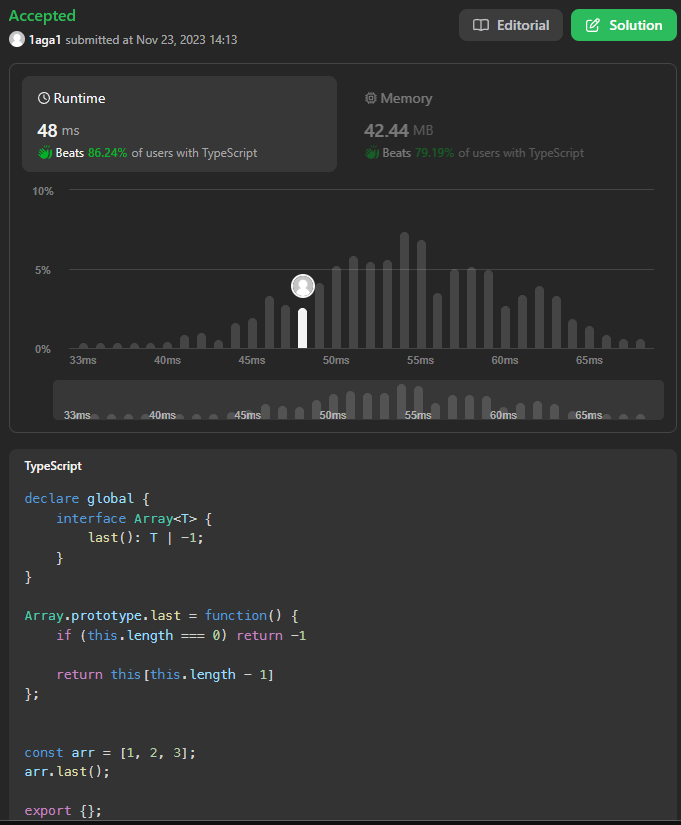 Accepted
Editorial
Solution
1aga1 submitted at Nov 23, 2023 14:13
Runtime
Memory
48 ms
42.44 MB
Beats 86.24% of users with TypeScript
Beats 79.19% of users with TypeScript
10%
5%
0%
33ms 40ms 45ms 50ms 55ms 60ms 65ms
33ms 40ms 45ms 50ms 55ms 60ms 65ms
TypeScript
declare global {
    interface Array<T> {
        last(): T | -1;
    }
}
Array.prototype.last = function() {
    if (this.length === 0) return -1
    return this[this.length - 1]
};
const arr = [1, 2, 3];
arr.last();
export {};